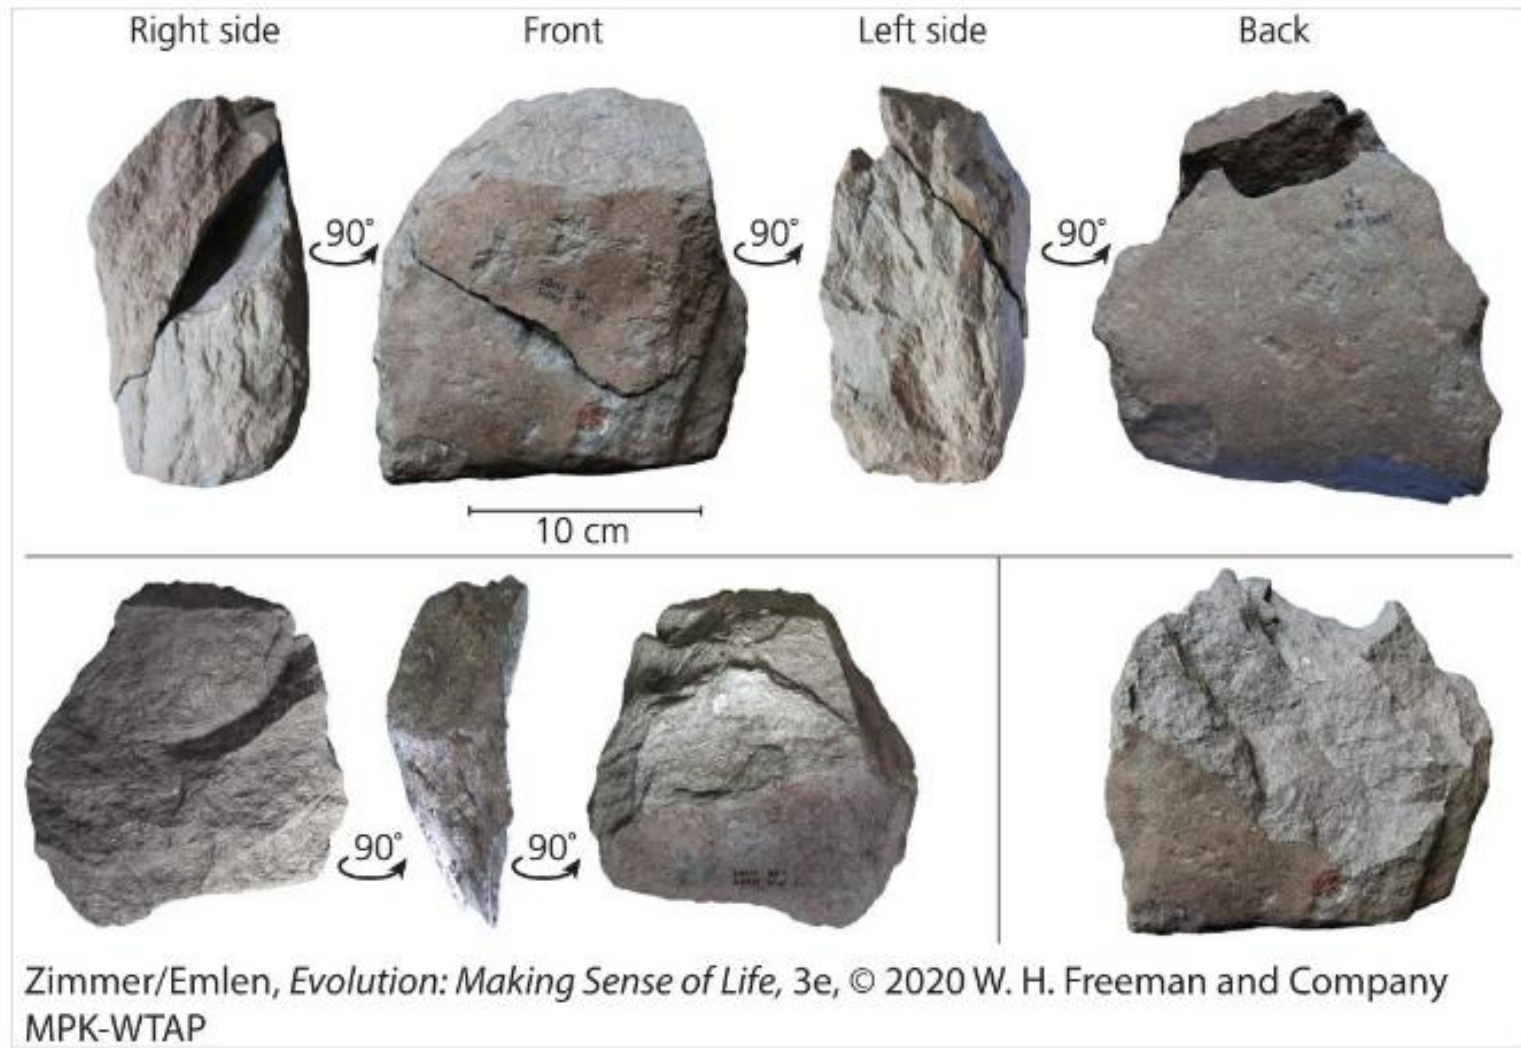 Right side
Front
Left side
Back
90°
90°
90°
10 cm
90°
90°
Zimmer/Emlen, Evolution: Making Sense of Life, 3e, © 2020 W. H. Freeman and Company
MPK-WTAP